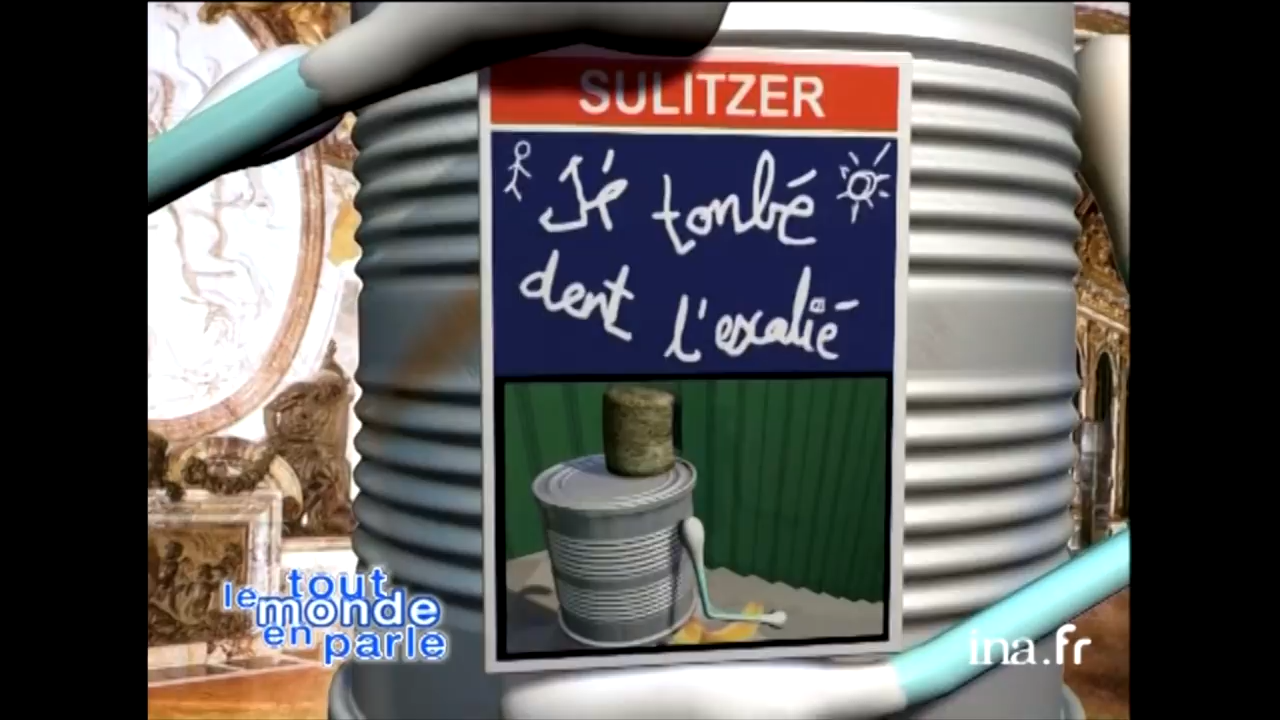 SULITZER
Jé tonbé
dent l'escalié
tout
le monde
en parle
ina.fr